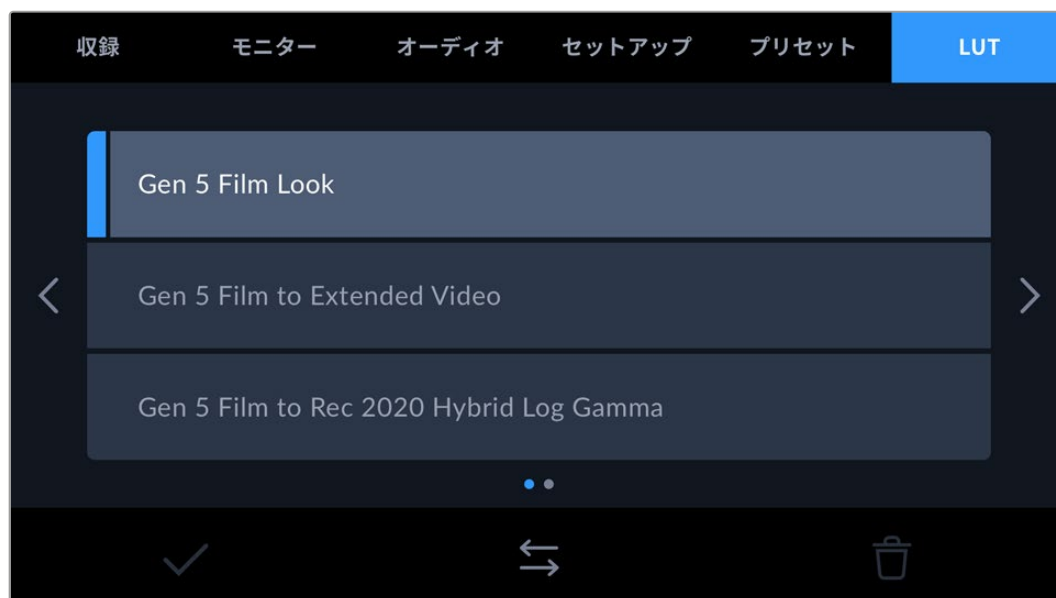 収録 モニター オーディオ セットアップ プリセット LUT
Gen 5 Film Look
Gen 5 Film to Extended Video
Gen 5 Film to Rec 2020 Hybrid Log Gamma